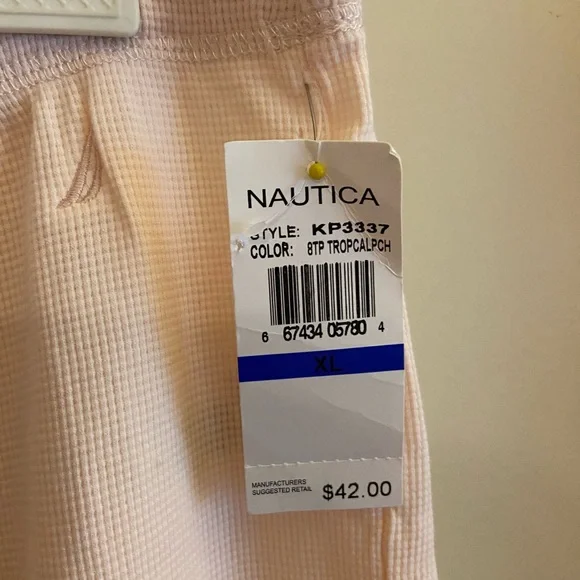 NAUTICA
STYLE: KP3337
COLOR: 8TP TROPCALPCH
6 67434 05780 4
XL
MANUFACTURERS
SUGGESTED RETAIL $42.00